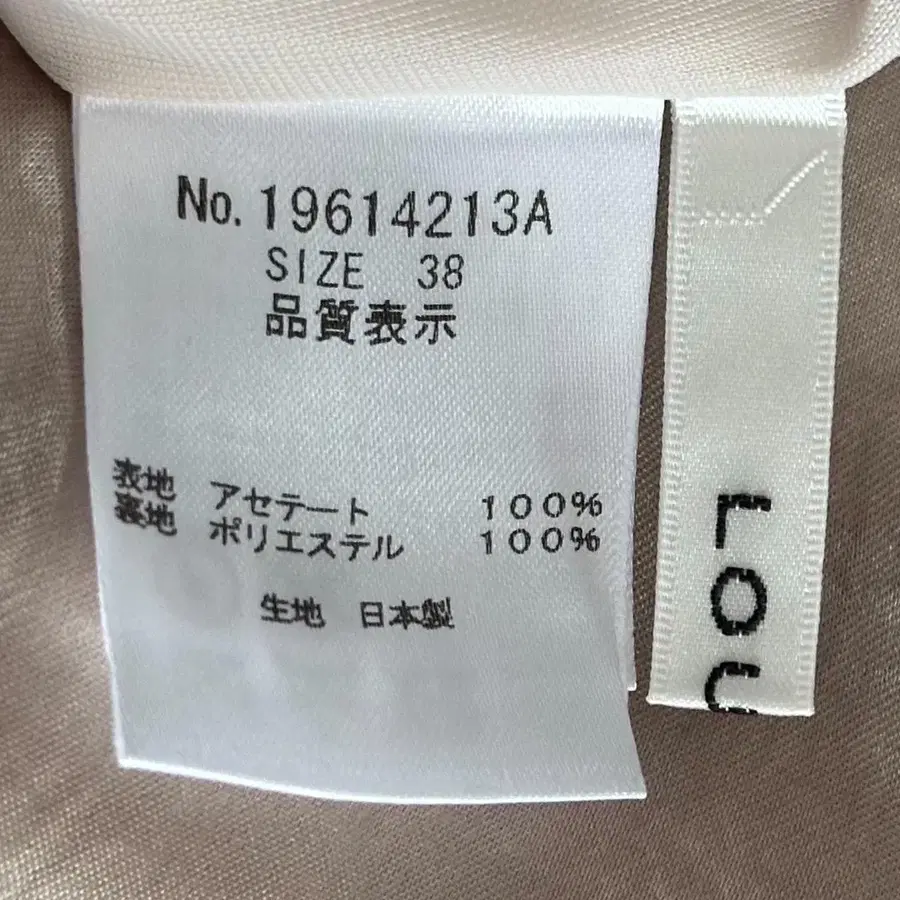 No. 19614213A
SIZE 38
品質表示
表地 アセテート 100%
裏地 ポリエステル 100%
生地 日本製
LOU